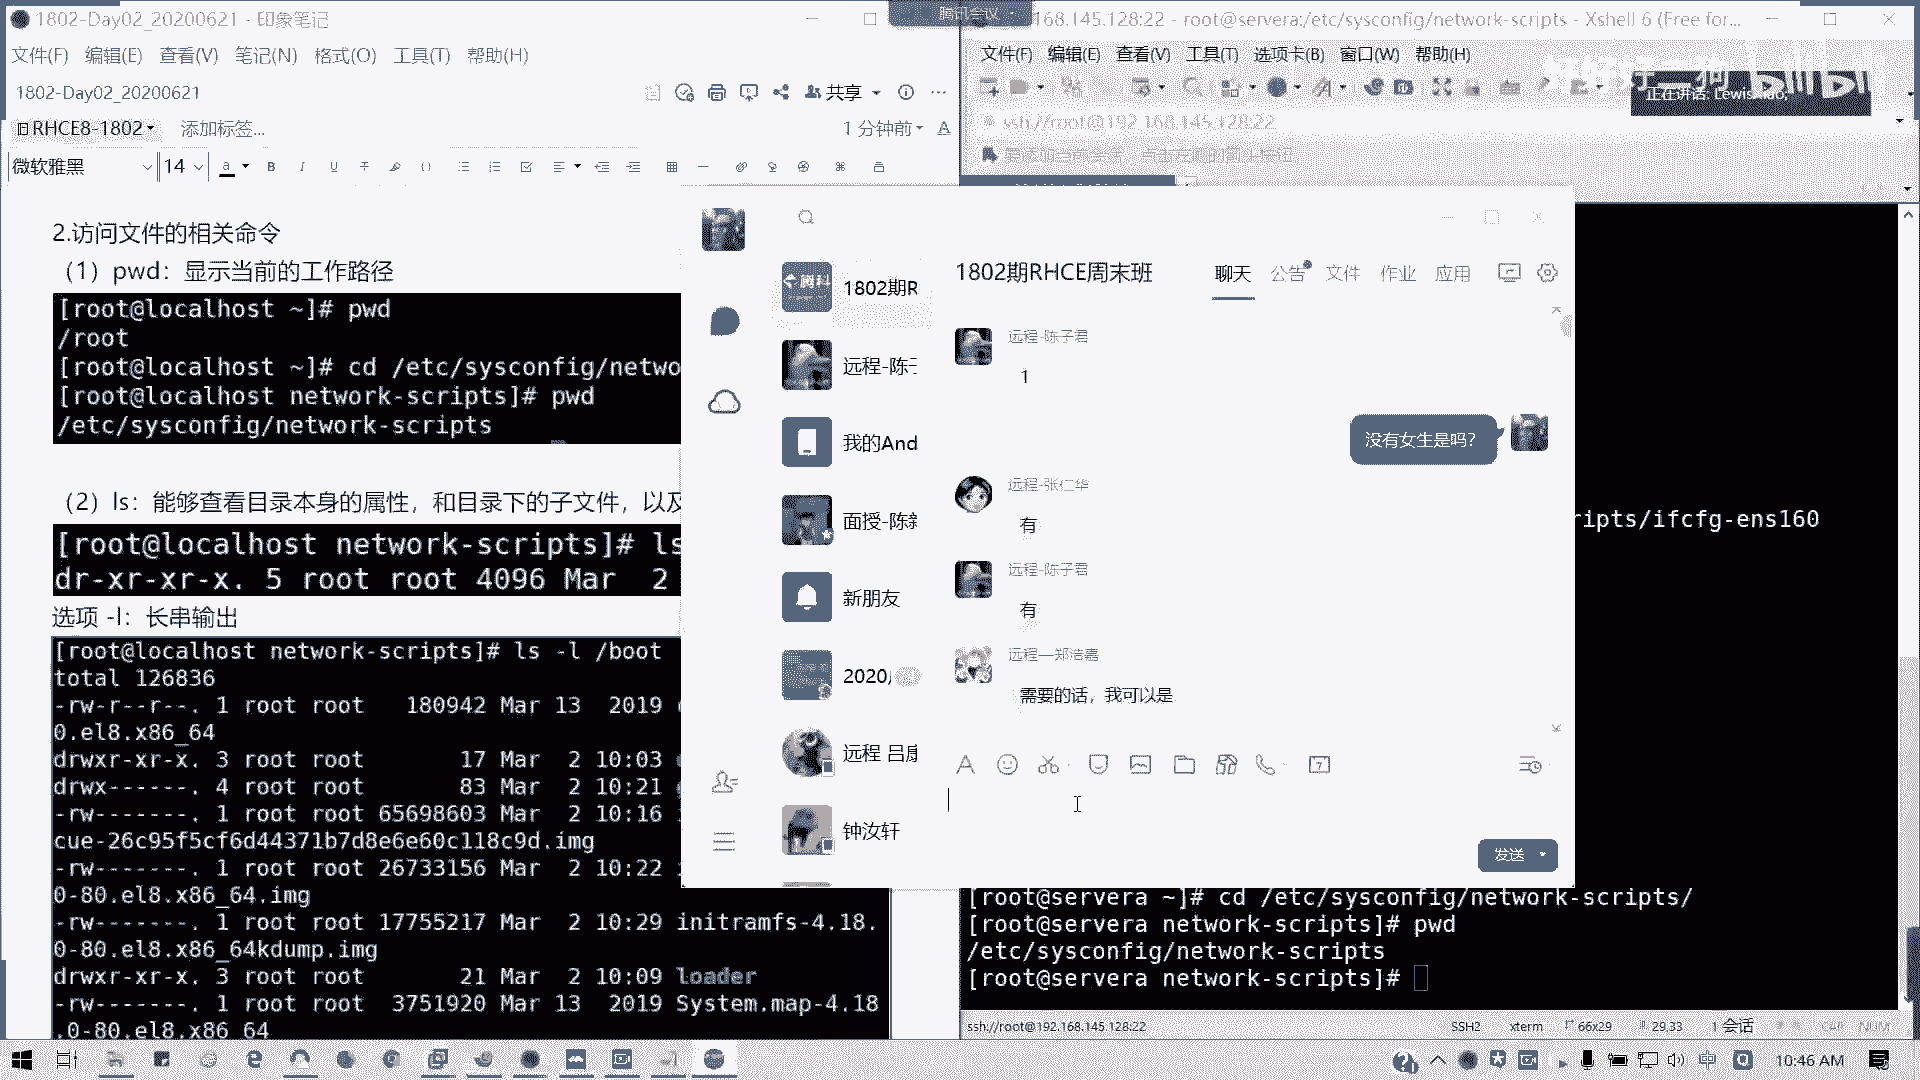 1802-Day02_20200621 - 印象笔记
文件(F) 编辑(E) 查看(V) 笔记(N) 格式(O) 工具(T) 帮助(H)
1802-Day02_20200621
共享
RHCE8-1802
添加标签...
1 分钟前
微软雅黑
14
2.访问文件的相关命令
（1）pwd：显示当前的工作路径
[root@localhost ~]# pwd
/root
[root@localhost ~]# cd /etc/sysconfig/netwo
[root@localhost network-scripts]# pwd
/etc/sysconfig/network-scripts
（2）ls：能够查看目录本身的属性，和目录下的子文件，以及
[root@localhost network-scripts]# ls
dr-xr-xr-x. 5 root root 4096 Mar  2
选项 -l：长串输出
[root@localhost network-scripts]# ls -l /boot
total 126836
-rw-r--r--. 1 root root   180942 Mar 13  2019
0.el8.x86_64
drwxr-xr-x. 3 root root       17 Mar  2 10:03
drwx------. 4 root root       83 Mar  2 10:21
-rw-------. 1 root root 65698603 Mar  2 10:16
cue-26c95f5cf6d44371b7d8e6e60c118c9d.img
-rw-------. 1 root root 26733156 Mar  2 10:22
0-80.el8.x86_64.img
-rw-------. 1 root root 17755217 Mar  2 10:29 initramfs-4.18.
0-80.el8.x86_64kdump.img
drwxr-xr-x. 3 root root       21 Mar  2 10:09 loader
-rw-------. 1 root root  3751920 Mar 13  2019 System.map-4.18
.0-80.el8.x86_64
腾讯会议
168.145.128:22 - root@servera:/etc/sysconfig/network-scripts - Xshell 6 (Free for...
文件(F) 编辑(E) 查看(V) 工具(T) 选项卡(B) 窗口(W) 帮助(H)
正在讲话: Lewis
bilibili
ssh://root@192.168.145.128:22
要添加当前会话，点击左侧的箭头按钮
1802期R
远程-陈子
我的And
面授-陈新
新朋友
2020
远程 吕彦
钟汝轩
1802期RHCE周末班
聊天 公告 文件 作业 应用
远程-陈子君
1
没有女生是吗？
远程-张仁华
有
远程-陈子君
有
远程—郑浩嘉
需要的话，我可以是
发送
ripts/ifcfg-ens160
[root@servera ~]# cd /etc/sysconfig/network-scripts/
[root@servera network-scripts]# pwd
/etc/sysconfig/network-scripts
[root@servera network-scripts]#
ssh://root@192.168.145.128:22
SSH2 xterm 66x29 29,33 1 会话 CAP NUM
中
10:46 AM